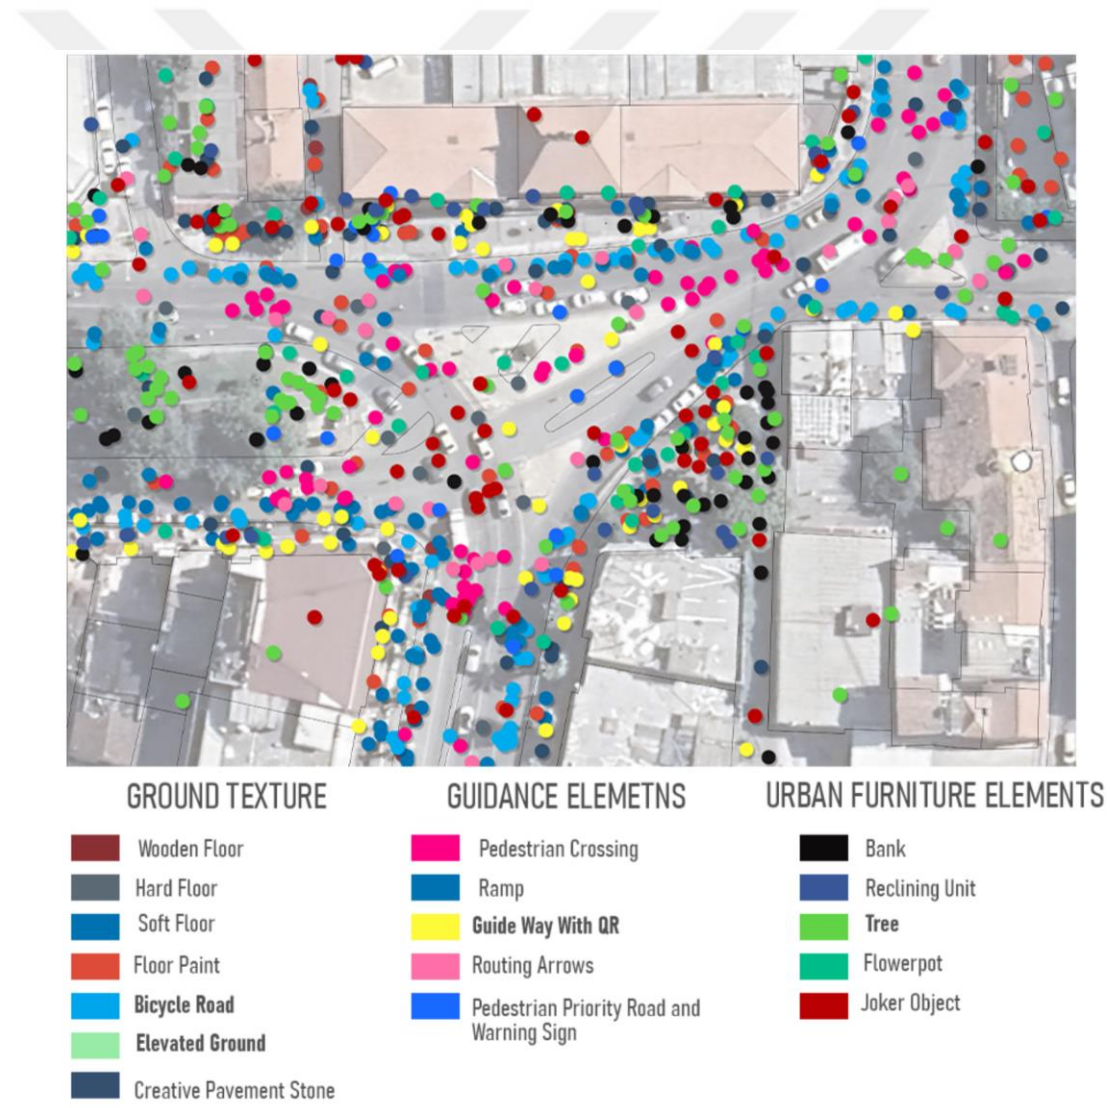 GROUND TEXTURE
Wooden Floor
Hard Floor
Soft Floor
Floor Paint
Bicycle Road
Elevated Ground
Creative Pavement Stone
GUIDANCE ELEMETNS
Pedestrian Crossing
Ramp
Guide Way With QR
Routing Arrows
Pedestrian Priority Road and
Warning Sign
URBAN FURNITURE ELEMENTS
Bank
Reclining Unit
Tree
Flowerpot
Joker Object